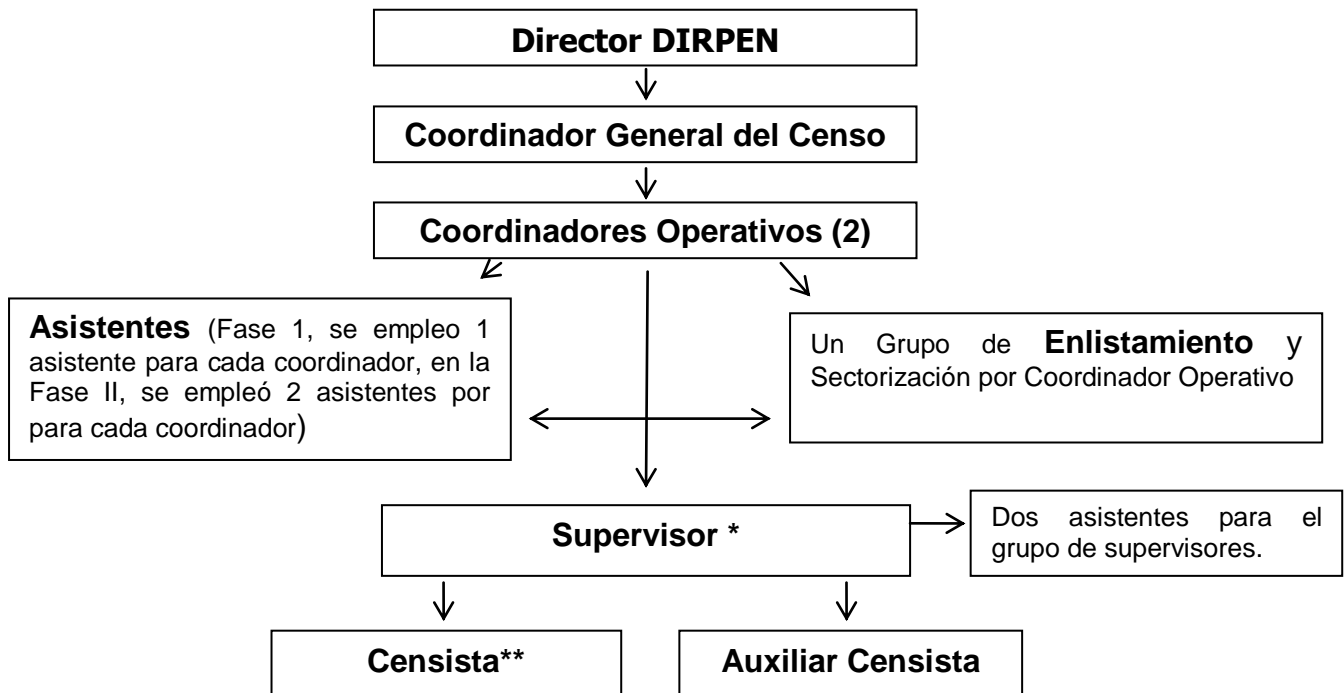 Director DIRPEN
Coordinador General del Censo
Coordinadores Operativos (2)
Asistentes (Fase 1, se empleo 1
asistente para cada coordinador, en la
Fase II, se empleó 2 asistentes por
para cada coordinador)
Un Grupo de Enlistamiento y
Sectorización por Coordinador Operativo
Supervisor *
Dos asistentes para el
grupo de supervisores.
Censista**
Auxiliar Censista